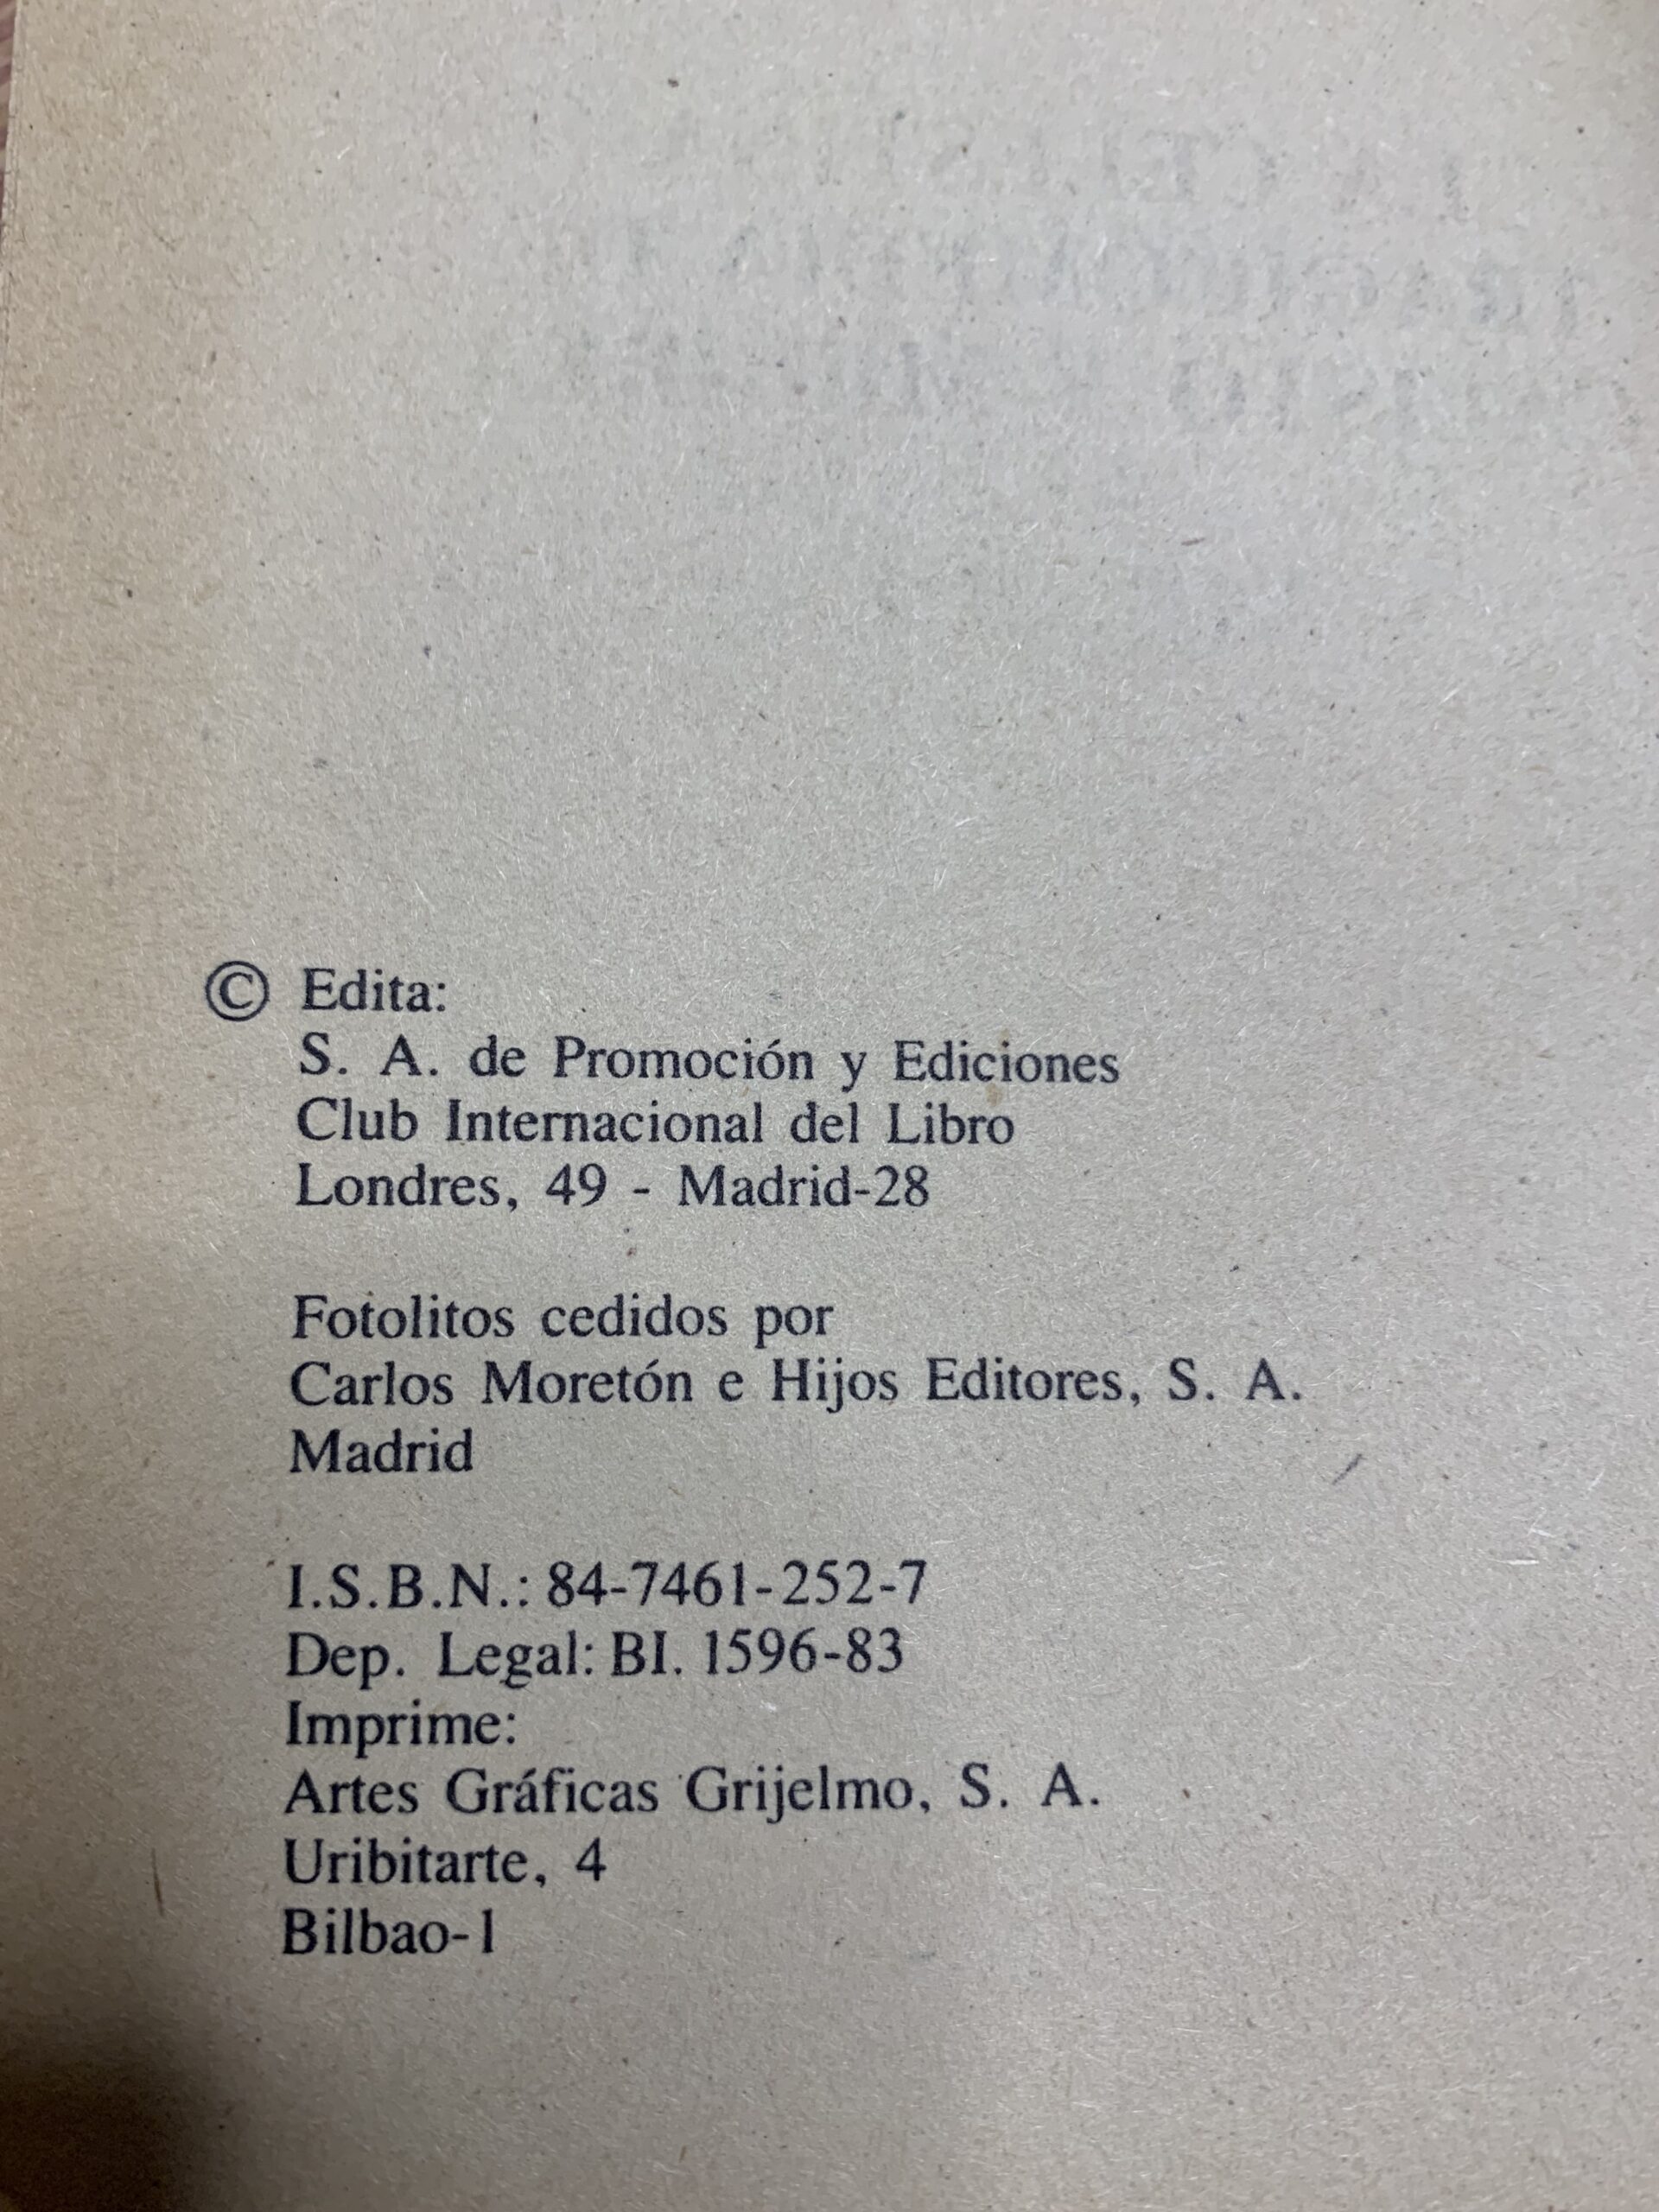 © Edita:
S. A. de Promoción y Ediciones
Club Internacional del Libro
Londres, 49 - Madrid-28
Fotolitos cedidos por
Carlos Moretón e Hijos Editores, S. A.
Madrid
I.S.B.N.: 84-7461-252-7
Dep. Legal: BI. 1596-83
Imprime:
Artes Gráficas Grijelmo, S. A.
Uribitarte, 4
Bilbao-1